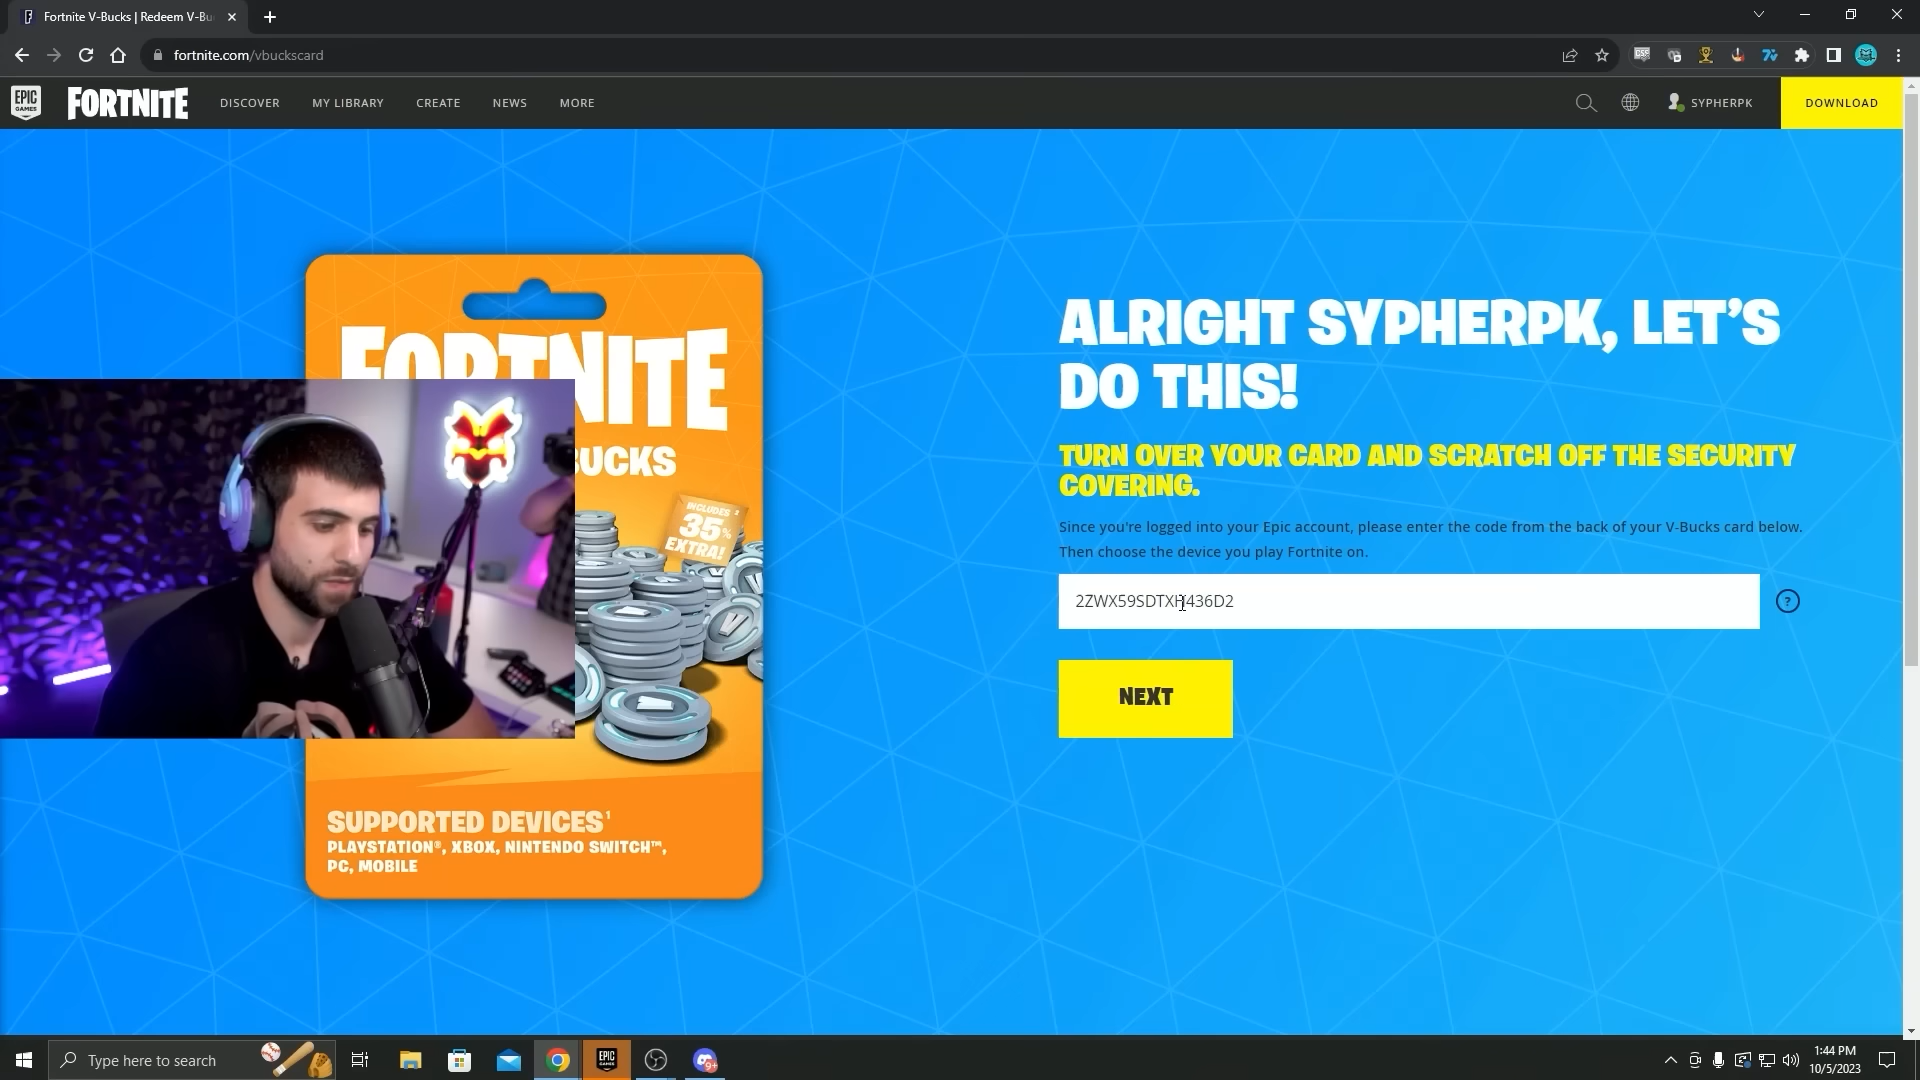 Fortnite V-Bucks | Redeem V-Bu
fortnite.com/vbuckscard
EPIC GAMES
FORTNITE
DISCOVER
MY LIBRARY
CREATE
NEWS
MORE
SYPHERPK
DOWNLOAD
FORTNITE
BUCKS
INCLUDES
35%
EXTRA!
SUPPORTED DEVICES¹
PLAYSTATION®, XBOX, NINTENDO SWITCH™,
PC, MOBILE
ALRIGHT SYPHERPK, LET'S
DO THIS!
TURN OVER YOUR CARD AND SCRATCH OFF THE SECURITY
COVERING.
Since you're logged into your Epic account, please enter the code from the back of your V-Bucks card below.
Then choose the device you play Fortnite on.
2ZWX59SDTXH436D2
?
NEXT
Type here to search
EPIC GAMES
9+
1:44 PM
10/5/2023